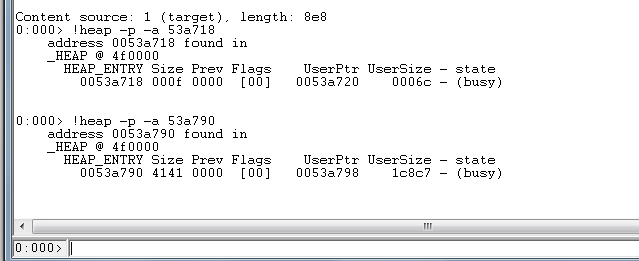 Content source: 1 (target), length: 8e8
0:000> !heap -p -a 53a718
address 0053a718 found in
_HEAP @ 4f0000
HEAP_ENTRY Size Prev Flags UserPtr UserSize - state
0053a718 000f 0000 [00] 0053a720 0006c - (busy)
0:000> !heap -p -a 53a790
address 0053a790 found in
_HEAP @ 4f0000
HEAP_ENTRY Size Prev Flags UserPtr UserSize - state
0053a790 4141 0000 [00] 0053a798 1c8c7 - (busy)
0:000>